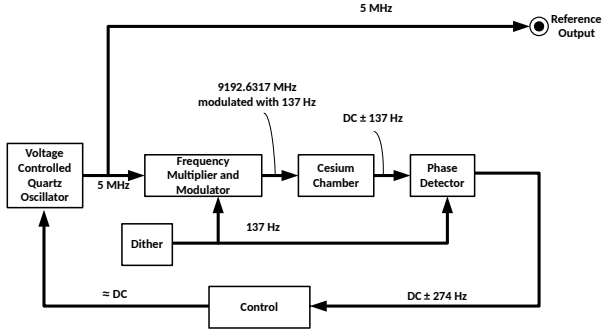 5 MHz
Reference
Output
9192.6317 MHz
modulated with 137 Hz
DC ± 137 Hz
Voltage
Controlled
Quartz
Oscillator
5 MHz
Frequency
Multiplier and
Modulator
Cesium
Chamber
Phase
Detector
Dither
137 Hz
≈ DC
Control
DC ± 274 Hz